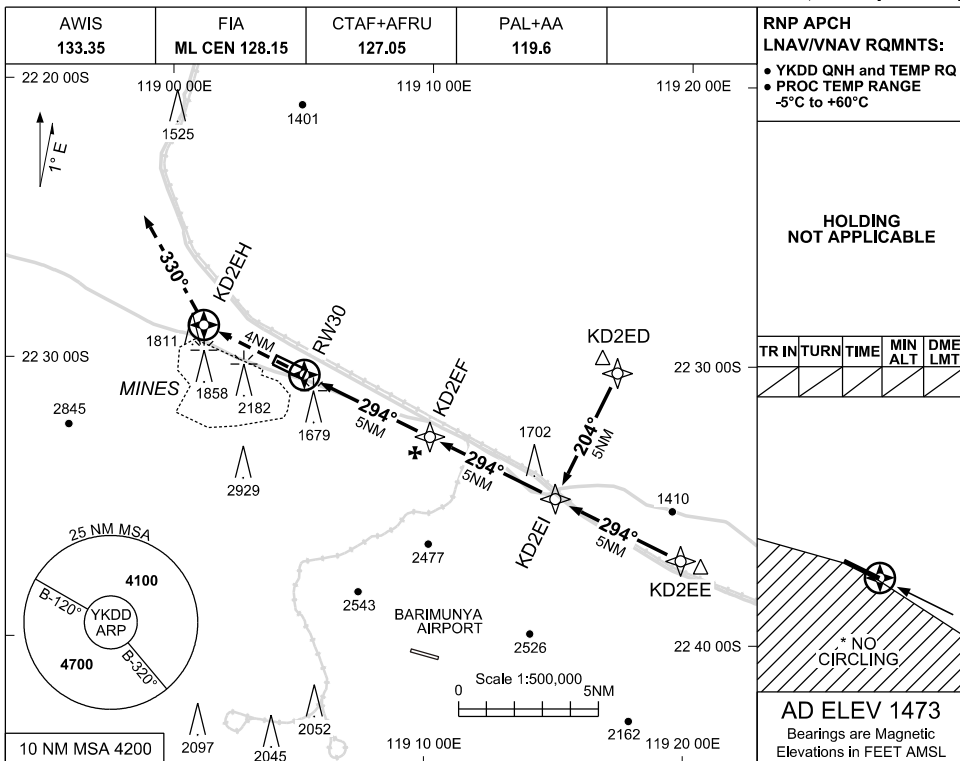 AWIS
133.35
FIA
ML CEN 128.15
CTAF+AFRU
127.05
PAL+AA
119.6
RNP APCH
LNAV/VNAV RQMNTS:
• YKDD QNH and TEMP RQ
• PROC TEMP RANGE
-5°C to +60°C
HOLDING
NOT APPLICABLE
TR IN
TURN
TIME
MIN ALT
DME LMT
* NO
CIRCLING
AD ELEV 1473
Bearings are Magnetic
Elevations in FEET AMSL
22 20 00S
119 00 00E
119 10 00E
119 20 00E
1° E
1525
1401
330°
KD2EH
4NM
RW30
22 30 00S
22 30 00S
1811
1858
2182
MINES
1679
2845
2929
294°
5NM
KD2EF
294°
5NM
1702
KD2ED
204°
5NM
KD2EI
1410
294°
5NM
KD2EE
2477
2543
BARIMUNYA
AIRPORT
2526
22 40 00S
25 NM MSA
4100
B-120°
YKDD
ARP
4700
B-320°
Scale 1:500,000
0
5NM
2052
2097
2045
2162
10 NM MSA 4200
119 10 00E
119 20 00E